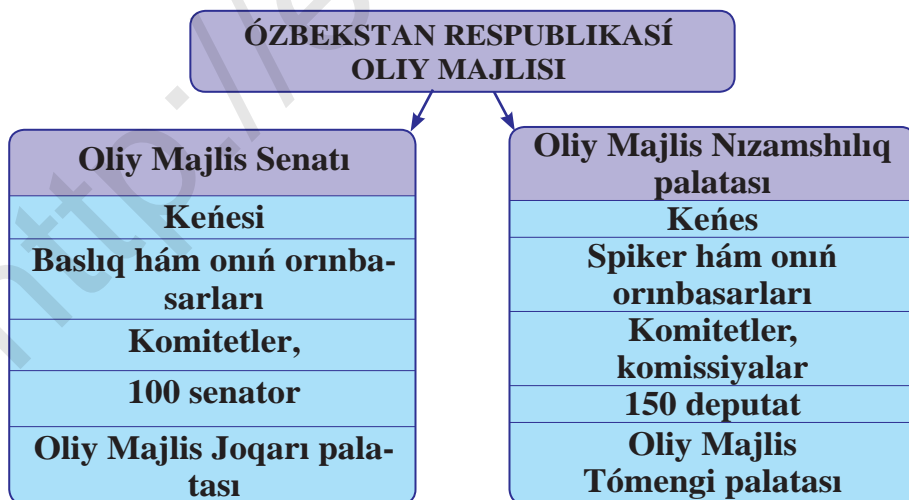 ÓZBEKSTAN RESPUBLIKASÍ
OLIY MAJLISI
Oliy Majlis Senatı
Keńesi
Baslıq hám onıń orınba-
sarları
Komitetler,
100 senator
Oliy Majlis Joqarı pala-
tası
Oliy Majlis Nızamshılıq
palatası
Keńes
Spiker hám onıń
orınbasarları
Komitetler,
komissiyalar
150 deputat
Oliy Majlis
Tómengi palatası
http://e